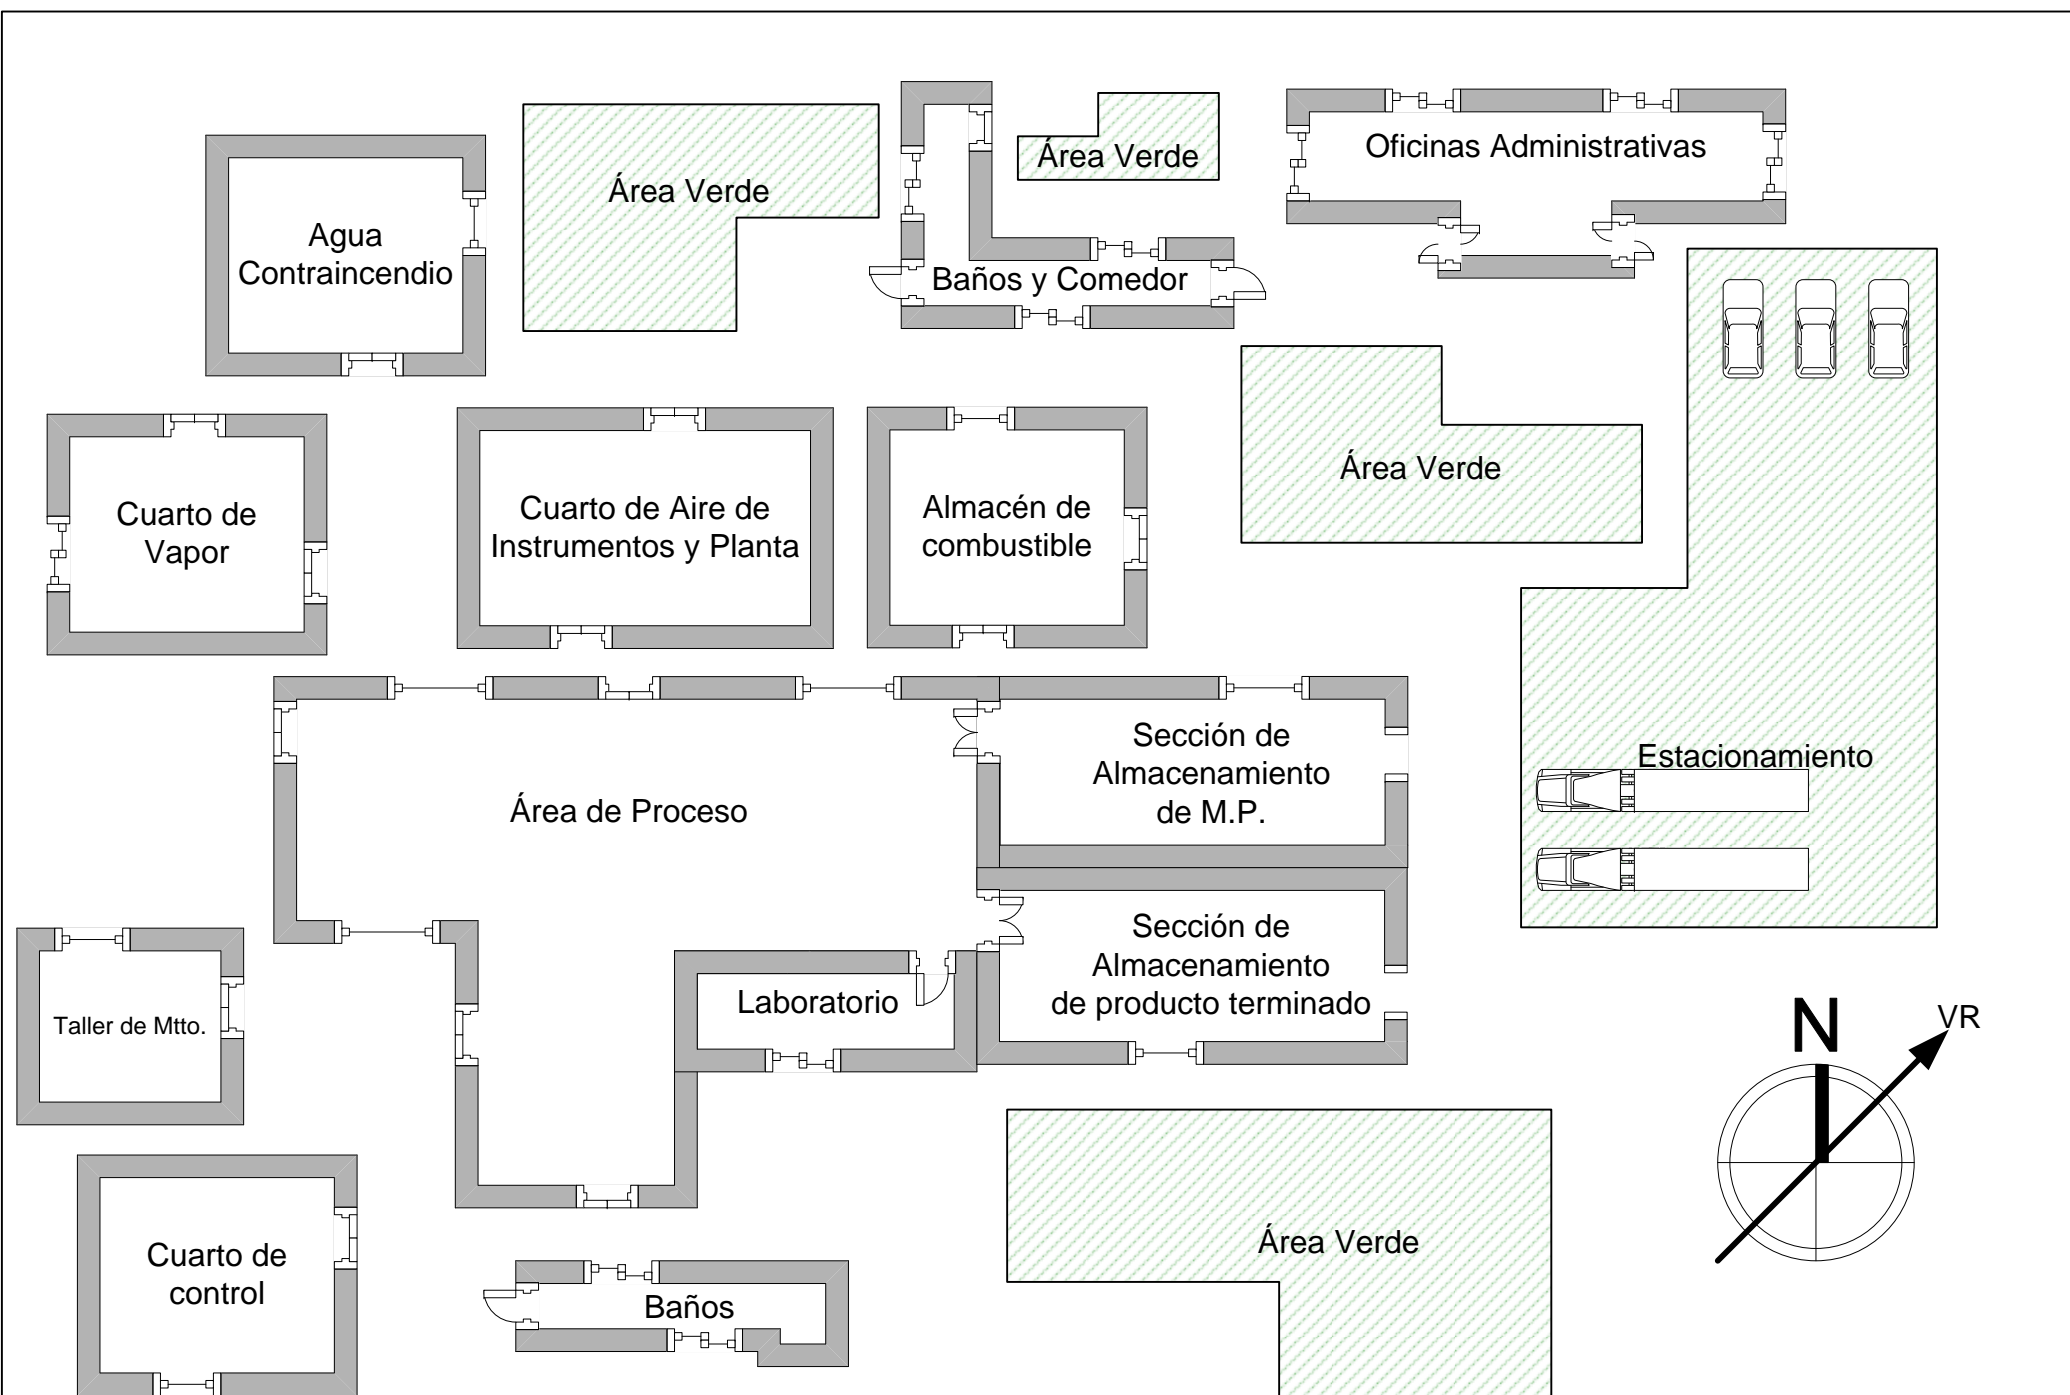 Área Verde
Oficinas Administrativas
Área Verde
Agua
Contraincendio
Baños y Comedor
Área Verde
Cuarto de
Vapor
Cuarto de Aire de
Instrumentos y Planta
Almacén de
combustible
Sección de
Almacenamiento
de M.P.
Estacionamiento
Área de Proceso
Sección de
Almacenamiento
de producto terminado
Laboratorio
Taller de Mtto.
N
VR
Área Verde
Cuarto de
control
Baños